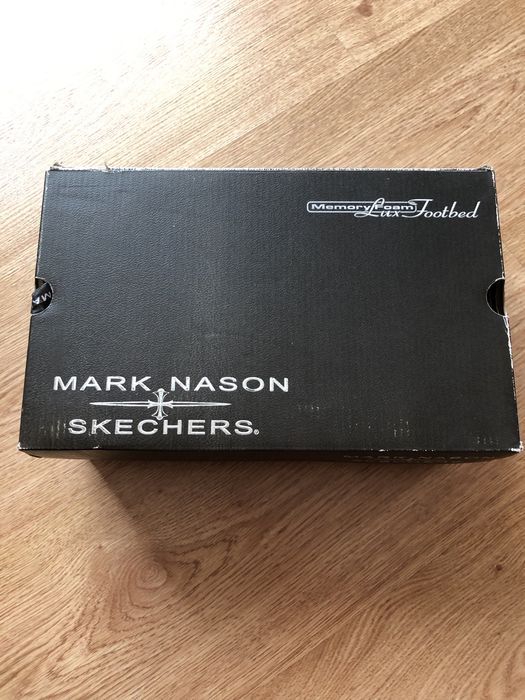 Memory Foam
Lux Footbed
MARK NASON
SKECHERS®